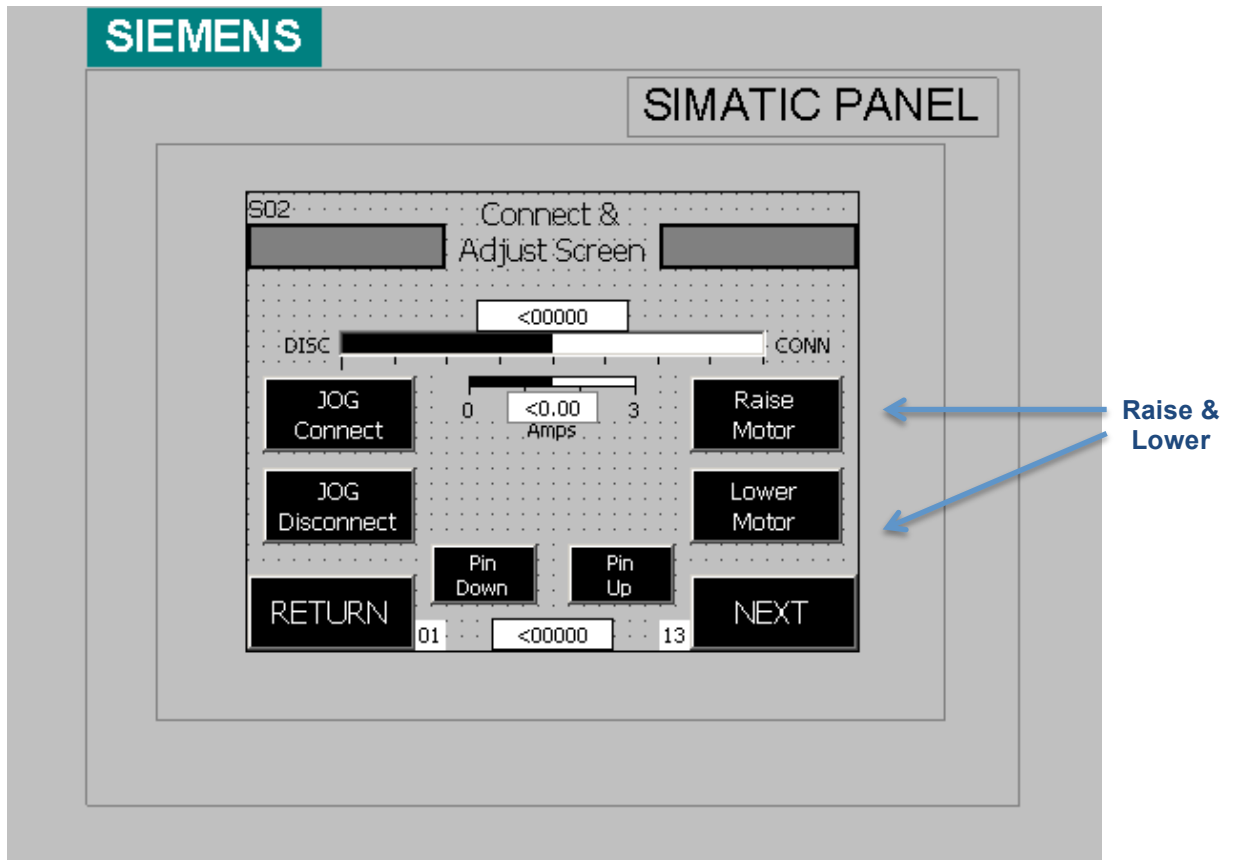 SIEMENS
SIMATIC PANEL
S02
Connect &
Adjust Screen
<00000
DISC
CONN
JOG
Connect
0
<0.00
3
Amps
Raise
Motor
Raise &
Lower
JOG
Disconnect
Lower
Motor
Pin
Down
Pin
Up
RETURN
01
<00000
13
NEXT